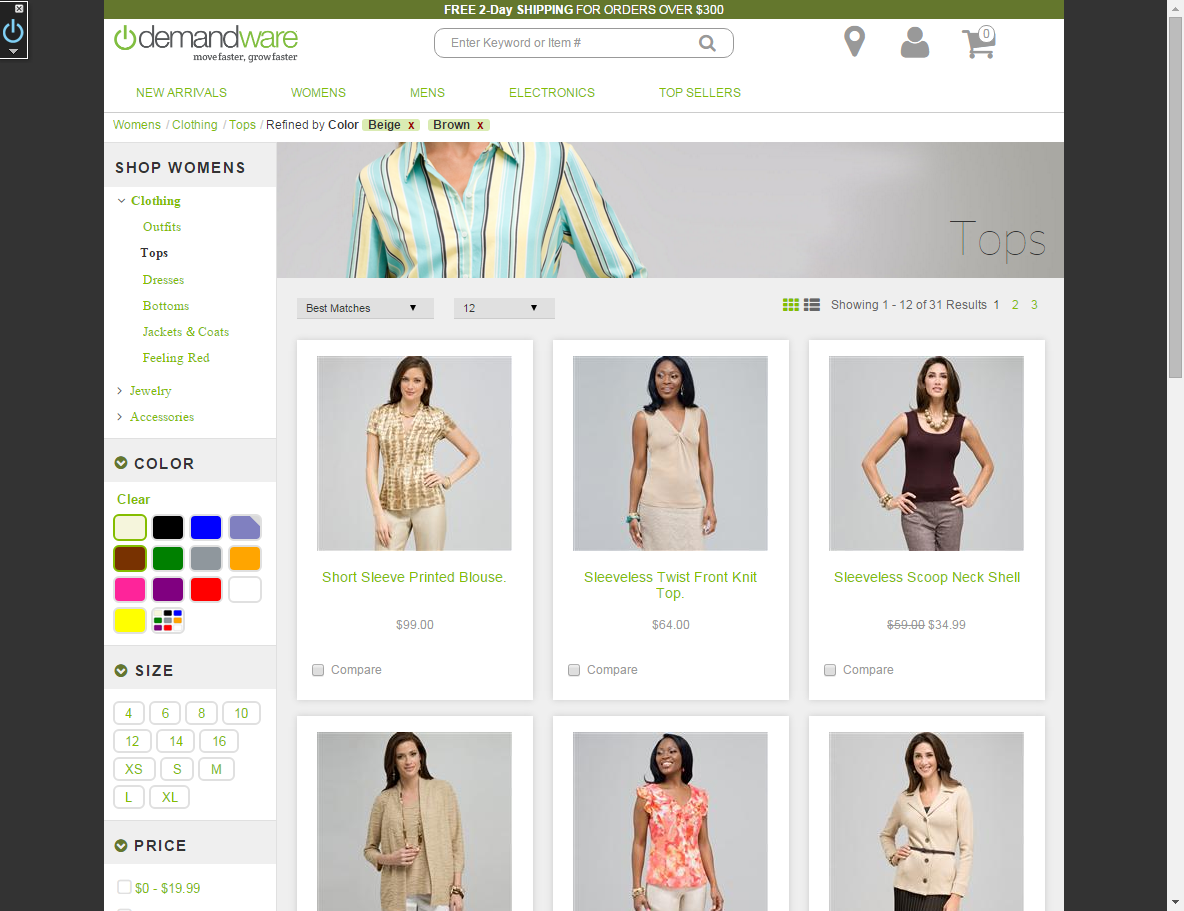 FREE 2-Day SHIPPING FOR ORDERS OVER $300
demandware
move faster, grow faster
Enter Keyword or Item #
0
NEW ARRIVALS WOMENS MENS ELECTRONICS TOP SELLERS
Womens / Clothing / Tops / Refined by Color Beige x Brown x
SHOP WOMENS
Clothing
Outfits
Tops
Dresses
Bottoms
Jackets & Coats
Feeling Red
Jewelry
Accessories
COLOR
Clear
SIZE
4 6 8 10
12 14 16
XS S M
L XL
PRICE
$0 - $19.99
Tops
Best Matches 12 Showing 1 - 12 of 31 Results 1 2 3
Short Sleeve Printed Blouse.
$99.00
Compare
Sleeveless Twist Front Knit
Top.
$64.00
Compare
Sleeveless Scoop Neck Shell
$59.00 $34.99
Compare